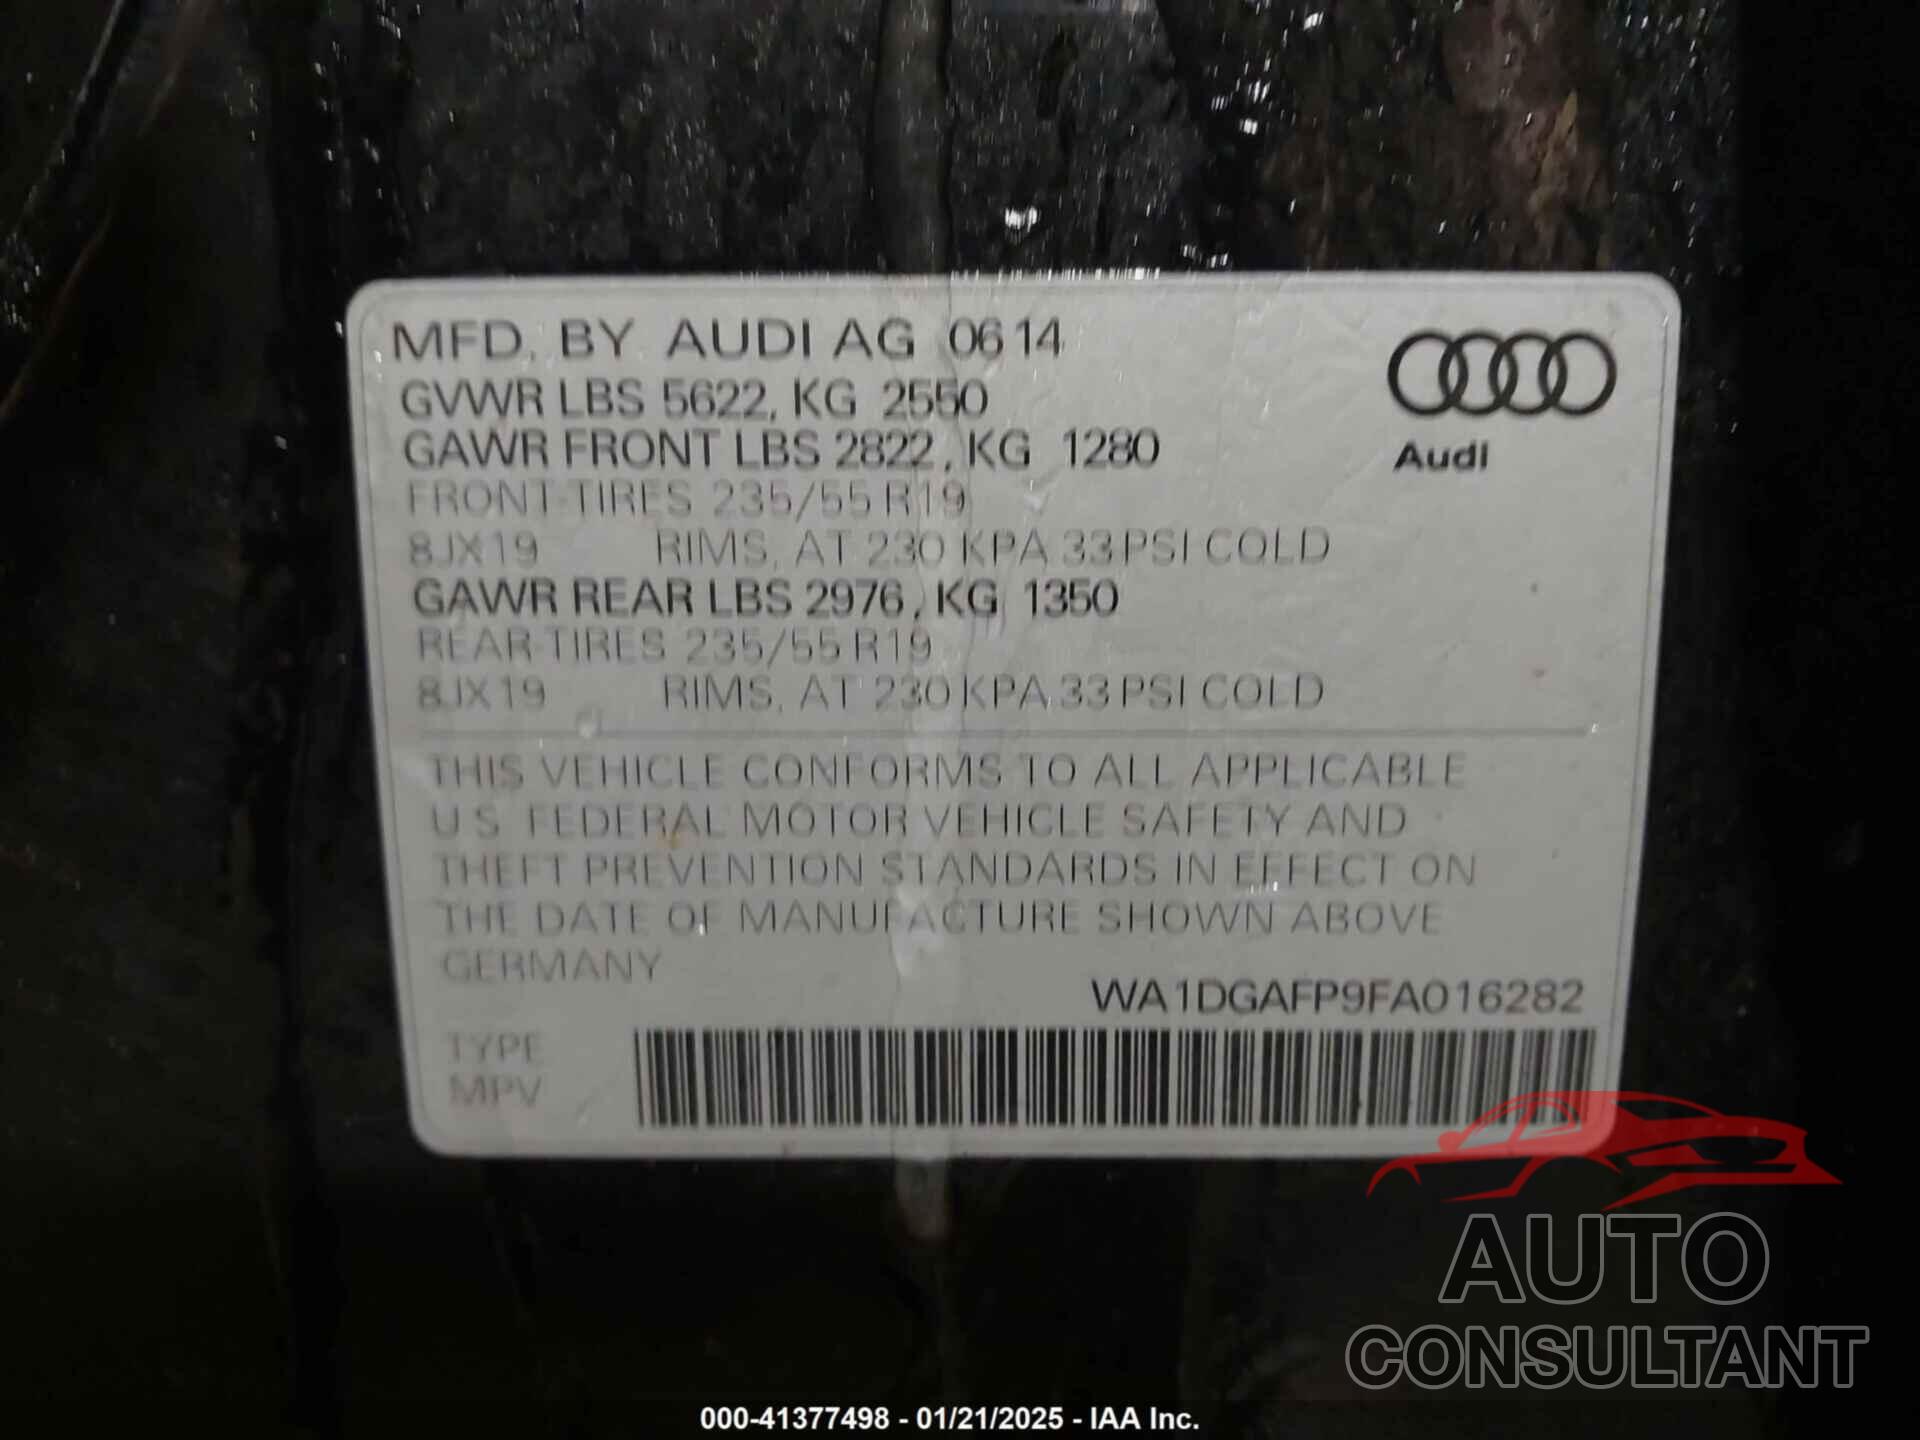 MFD. BY AUDI AG 0614
GVWR LBS 5622, KG 2550
GAWR FRONT LBS 2822, KG 1280
Audi
FRONT-TIRES 235/55 R19
8JX19 RIMS, AT 230 KPA 33 PSI COLD
GAWR REAR LBS 2976, KG 1350
REAR-TIRES 235/55 R19
8JX19 RIMS, AT 230 KPA 33 PSI COLD
THIS VEHICLE CONFORMS TO ALL APPLICABLE
U S FEDERAL MOTOR VEHICLE SAFETY AND
THEFT PREVENTION STANDARDS IN EFFECT ON
THE DATE OF MANUFACTURE SHOWN ABOVE
GERMANY
WA1DGAFP9FA016282
TYPE
MPV
AUTO
CONSULTANT
000-41377498 - 01/21/2025 - IAA Inc.